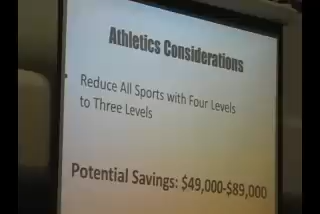 Athletics Considerations
Reduce All Sports with Four Levels
to Three Levels
Potential Savings: $49,000-$89,000